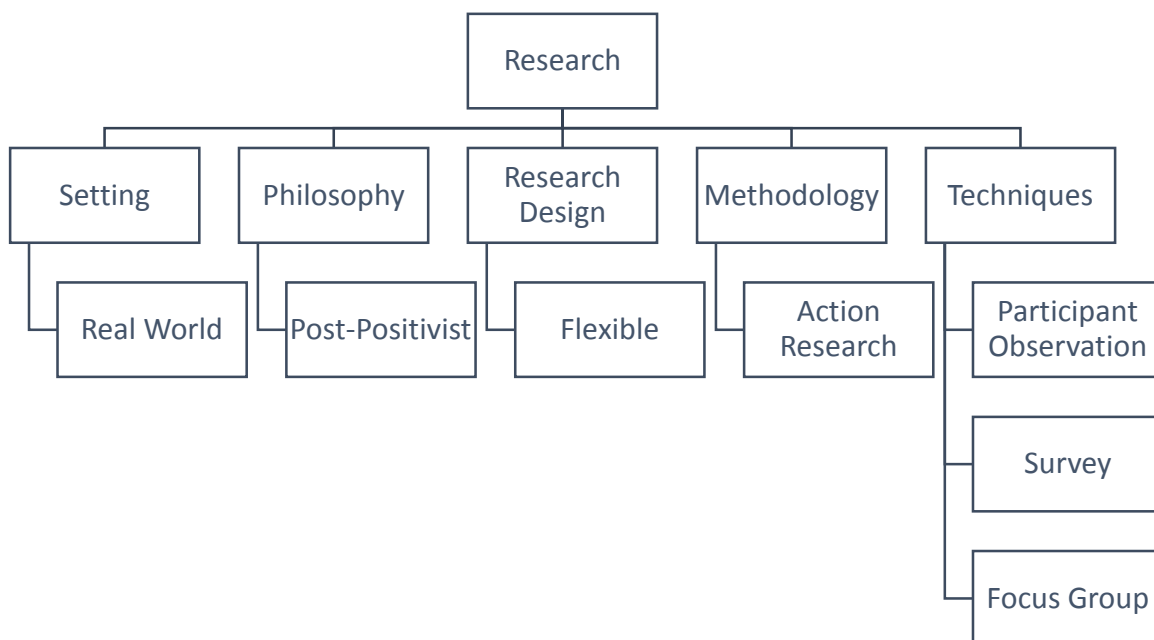 Research
Setting
Philosophy
Research
Design
Methodology
Techniques
Real World
Post-Positivist
Flexible
Action
Research
Participant
Observation
Survey
Focus Group